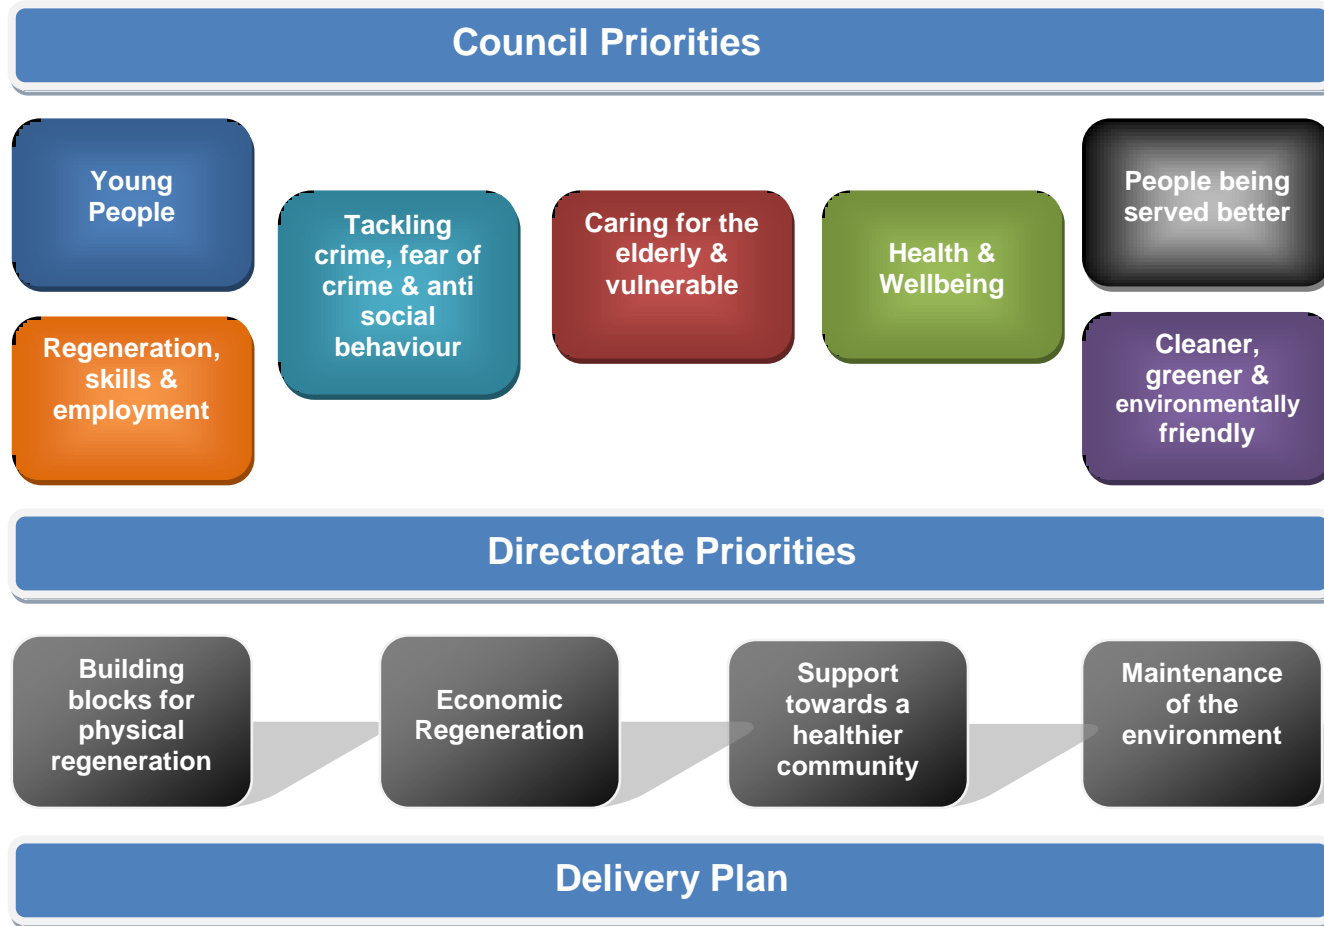 Council Priorities
Young
People
Tackling
crime, fear of
crime & anti
social
behaviour
Caring for the
elderly &
vulnerable
Health &
Wellbeing
People being
served better
Regeneration,
skills &
employment
Cleaner,
greener &
environmentally
friendly
Directorate Priorities
Building
blocks for
physical
regeneration
Economic
Regeneration
Support
towards a
healthier
community
Maintenance
of the
environment
Delivery Plan